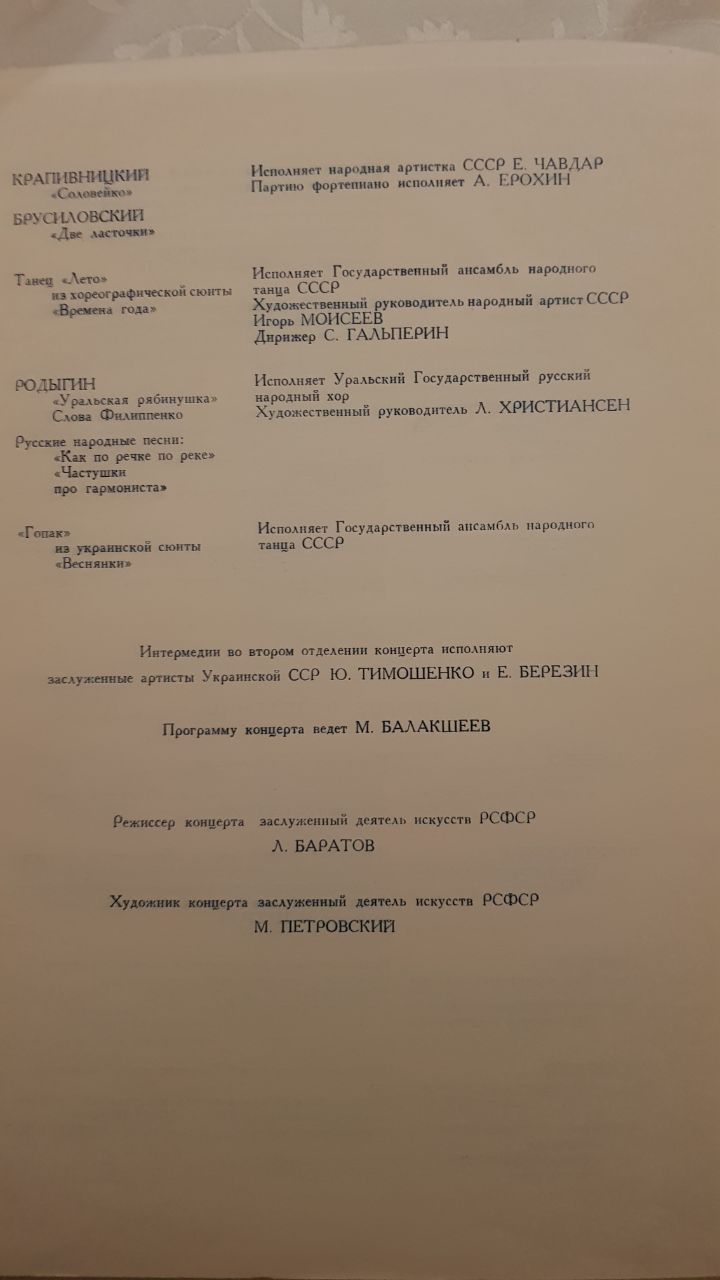 КРАПИВНИЦКИЙ
«Соловейко»
БРУСИЛОВСКИЙ
«Две ласточки»
Исполняет народная артистка СССР Е. ЧАВДАР
Партию фортепиано исполняет А. ЕРОХИН
Танец «Лето»
из хореографической сюиты
«Времена года»
Исполняет Государственный ансамбль народного
танца СССР
Художественный руководитель народный артист СССР
Игорь МОИСЕЕВ
Дирижер С. ГАЛЬПЕРИН
РОДЫГИН
«Уральская рябинушка»
Слова Филиппенко
Русские народные песни:
«Как по речке по реке»
«Частушки
про гармониста»
Исполняет Уральский Государственный русский
народный хор
Художественный руководитель Л. ХРИСТИАНСЕН
«Гопак»
из украинской сюиты
«Веснянки»
Исполняет Государственный ансамбль народного
танца СССР
Интермедии во втором отделении концерта исполняют
заслуженные артисты Украинской ССР Ю. ТИМОШЕНКО и Е. БЕРЕЗИН
Программу концерта ведет М. БАЛАКШЕЕВ
Режиссер концерта заслуженный деятель искусств РСФСР
Л. БАРАТОВ
Художник концерта заслуженный деятель искусств РСФСР
М. ПЕТРОВСКИЙ